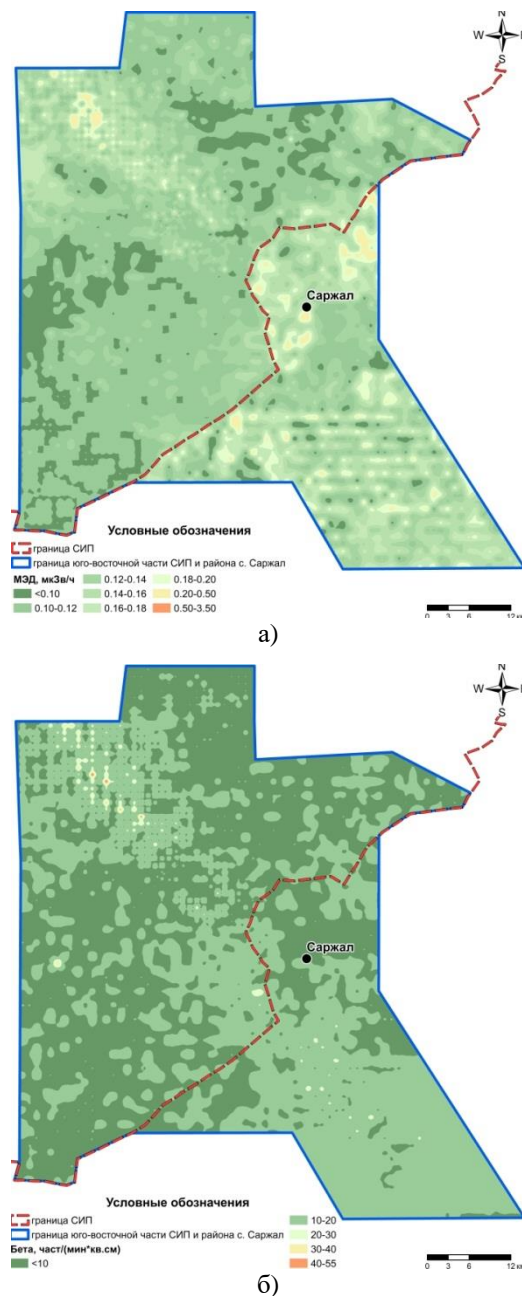 N
W
S
Саржал
Условные обозначения
граница СИП
граница юго-восточной части СИП и района с. Саржал
МЭД, мкЗв/ч
<0.10
0.10-0.12
0.12-0.14
0.14-0.16
0.16-0.18
0.18-0.20
0.20-0.50
0.50-3.50
0 3 6 12 км
а)
N
W
S
Саржал
Условные обозначения
граница СИП
граница юго-восточной части СИП и района с. Саржал
Бета, част/(мин*кв.см)
<10
10-20
20-30
30-40
40-55
0 3 6 12 км
б)